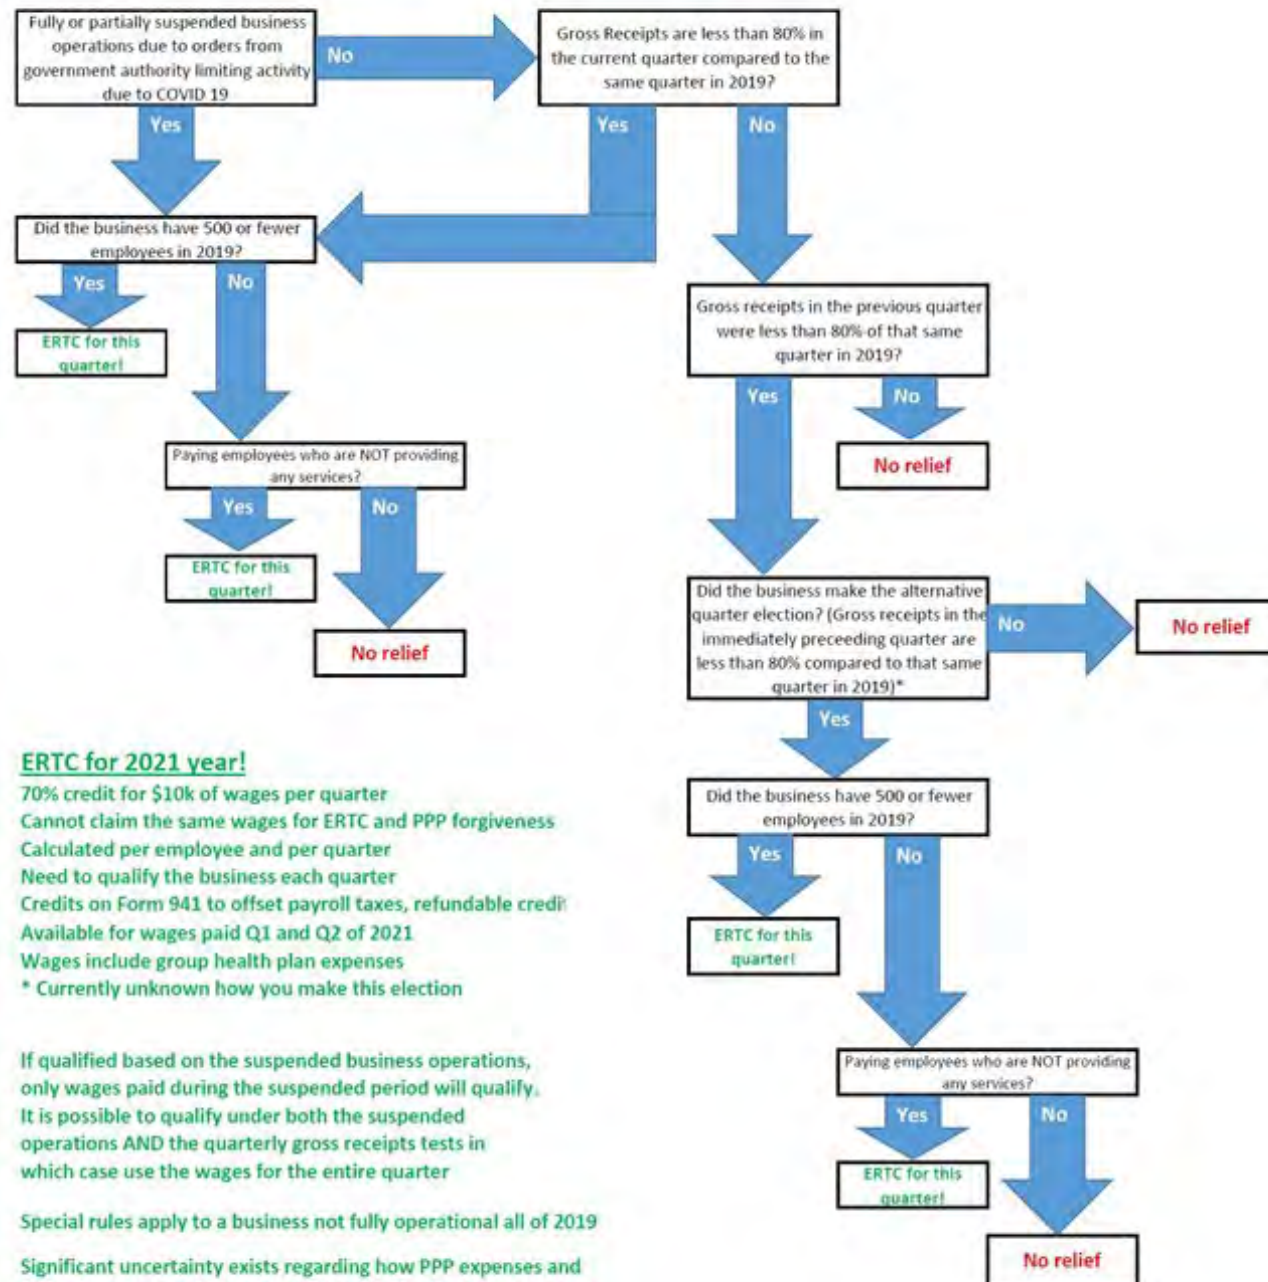 Fully or partially suspended business
operations due to orders from
government authority limiting activity
due to COVID 19
No
Gross Receipts are less than 80% in
the current quarter compared to the
same quarter in 2019?
Yes
Yes
No
Did the business have 500 or fewer
employees in 2019?
Yes
No
ERTC for this
quarter!
Gross receipts in the previous quarter
were less than 80% of that same
quarter in 2019?
Yes
No
No relief
Paying employees who are NOT providing
any services?
Yes
No
ERTC for this
quarter!
No relief
Did the business make the alternative
quarter election? (Gross receipts in the
immediately preceeding quarter are
less than 80% compared to that same
quarter in 2019)*
No
No relief
Yes
Did the business have 500 or fewer
employees in 2019?
Yes
No
ERTC for this
quarter!
Paying employees who are NOT providing
any services?
Yes
No
ERTC for this
quarter!
No relief
ERTC for 2021 year!
70% credit for $10k of wages per quarter
Cannot claim the same wages for ERTC and PPP forgiveness
Calculated per employee and per quarter
Need to qualify the business each quarter
Credits on Form 941 to offset payroll taxes, refundable credi
Available for wages paid Q1 and Q2 of 2021
Wages include group health plan expenses
* Currently unknown how you make this election
If qualified based on the suspended business operations,
only wages paid during the suspended period will qualify.
It is possible to qualify under both the suspended
operations AND the quarterly gross receipts tests in
which case use the wages for the entire quarter
Special rules apply to a business not fully operational all of 2019
Significant uncertainty exists regarding how PPP expenses and